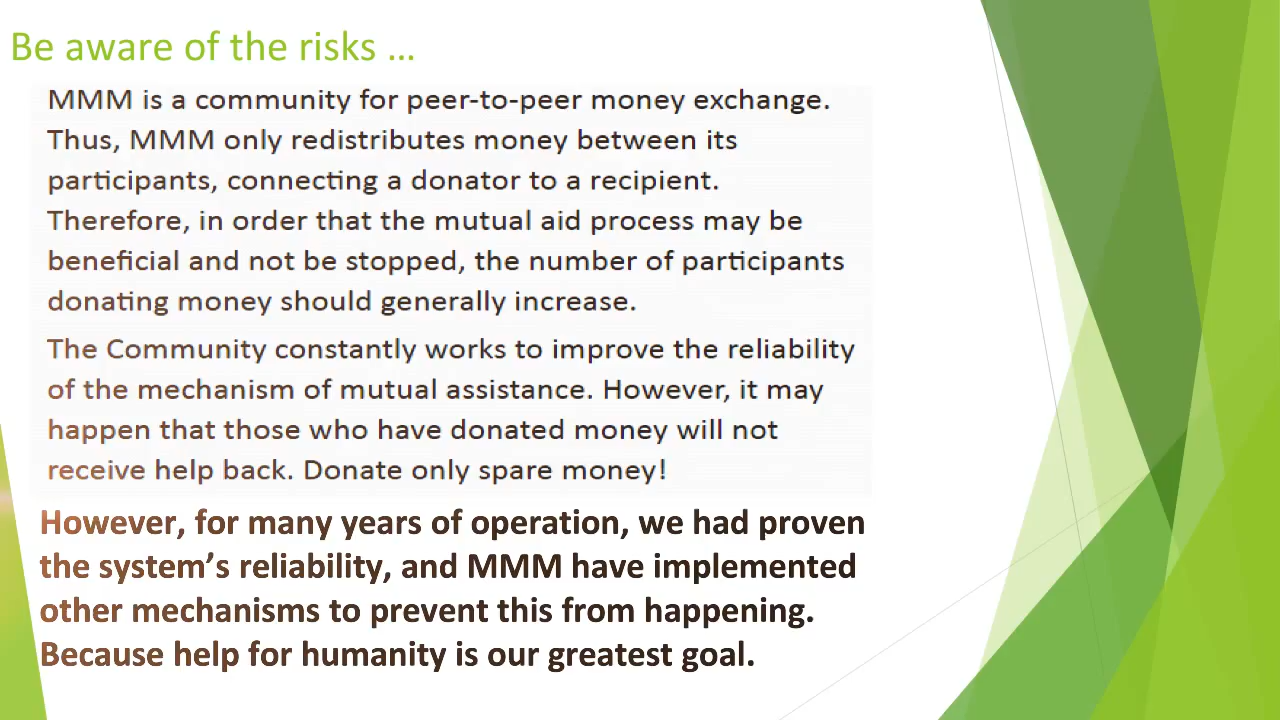 Be aware of the risks ...
MMM is a community for peer-to-peer money exchange.
Thus, MMM only redistributes money between its
participants, connecting a donator to a recipient.
Therefore, in order that the mutual aid process may be
beneficial and not be stopped, the number of participants
donating money should generally increase.
The Community constantly works to improve the reliability
of the mechanism of mutual assistance. However, it may
happen that those who have donated money will not
receive help back. Donate only spare money!
However, for many years of operation, we had proven
the system’s reliability, and MMM have implemented
other mechanisms to prevent this from happening.
Because help for humanity is our greatest goal.